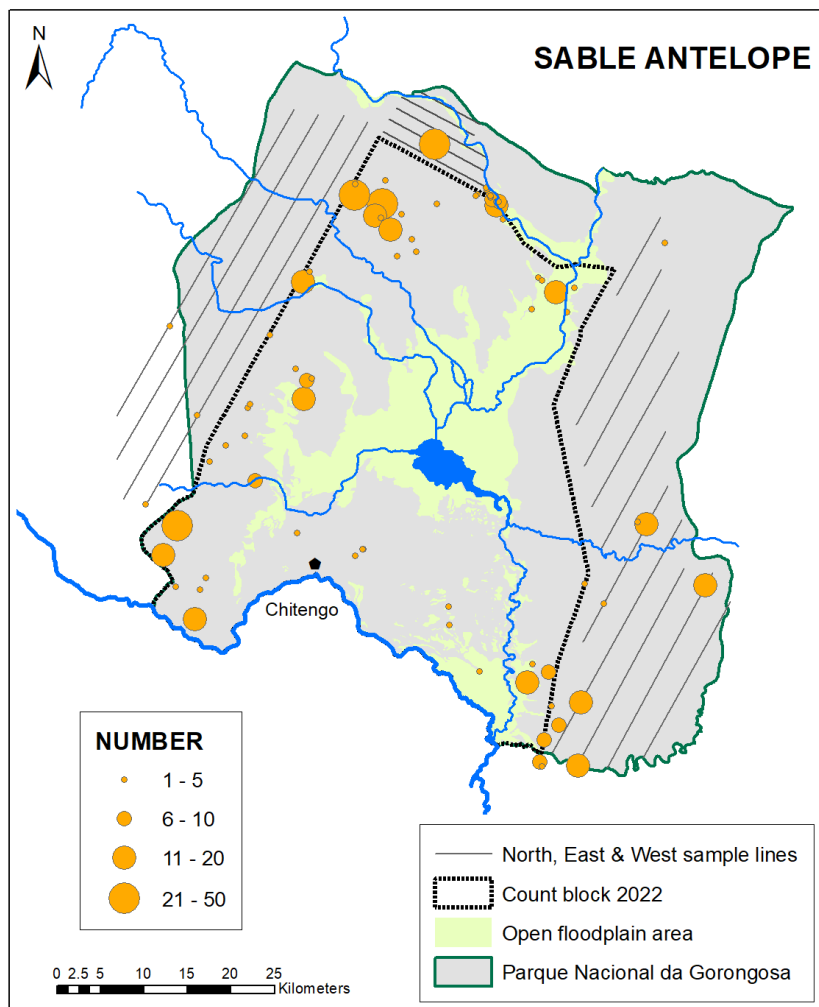 N
SABLE ANTELOPE
Chitengo
NUMBER
1 - 5
6 - 10
11 - 20
21 - 50
North, East & West sample lines
Count block 2022
Open floodplain area
Parque Nacional da Gorongosa
0 2.5 5 10 15 20 25
Kilometers